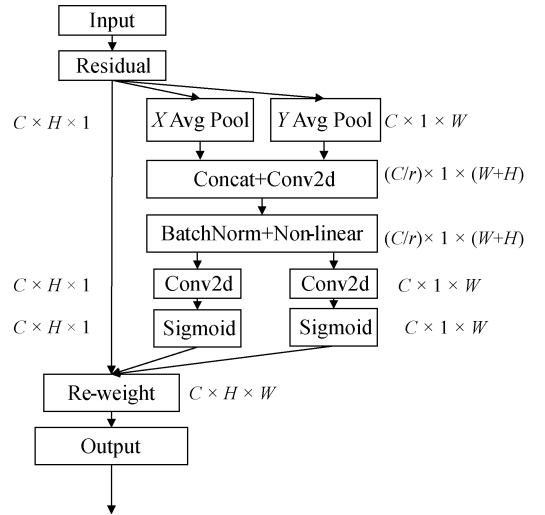 Input
Residual
C × H × 1
X Avg Pool
Y Avg Pool
C × 1 × W
Concat+Conv2d
(C/r)× 1 × (W+H)
BatchNorm+Non-linear
(C/r)× 1 × (W+H)
C × H × 1
Conv2d
Conv2d
C × 1 × W
C × H × 1
Sigmoid
Sigmoid
C × 1 × W
Re-weight
C × H × W
Output